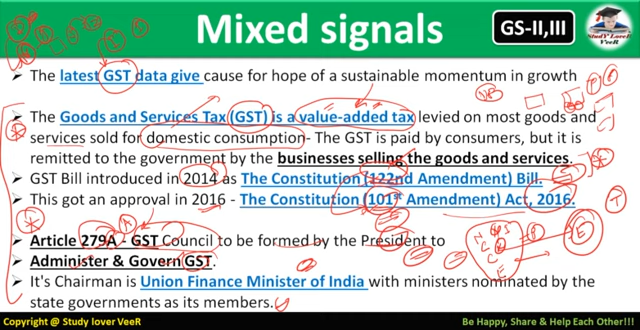 Mixed signals
GS-II,III
StudY LoveR
VeeR
The latest GST data give cause for hope of a sustainable momentum in growth
The Goods and Services Tax (GST) is a value-added tax levied on most goods and
services sold for domestic consumption- The GST is paid by consumers, but it is
remitted to the government by the businesses selling the goods and services.
GST Bill introduced in 2014 as The Constitution (122nd Amendment) Bill.
This got an approval in 2016 - The Constitution (101st Amendment) Act, 2016.
Article 279A - GST Council to be formed by the President to
Administer & Govern GST.
It's Chairman is Union Finance Minister of India with ministers nominated by the
state governments as its members.
Copyright @ Study lover VeeR
Be Happy, Share & Help Each Other!!!